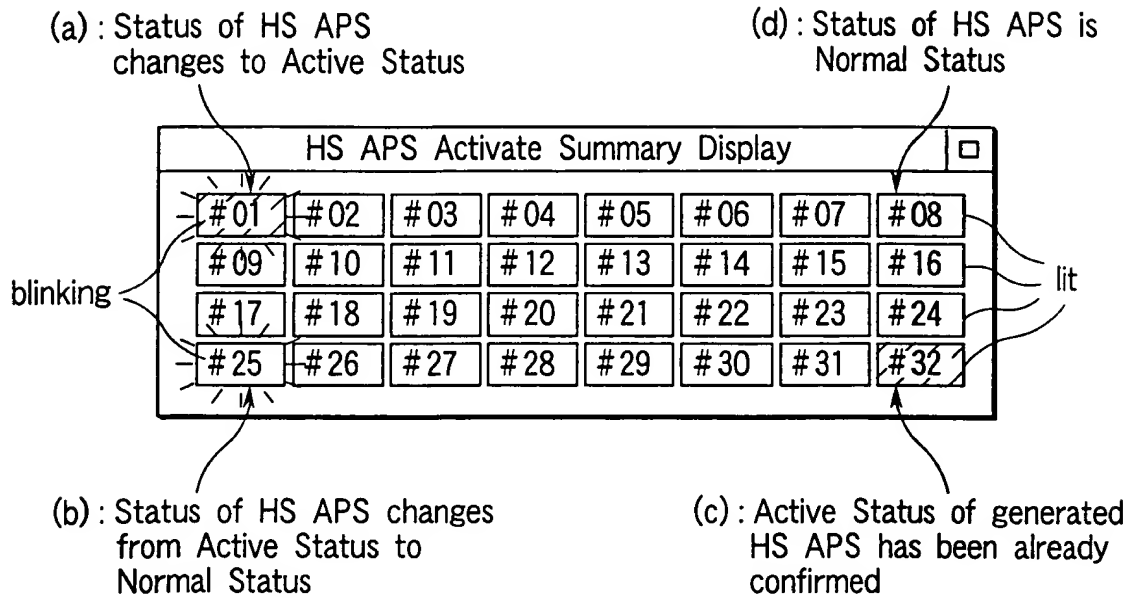 (a) : Status of HS APS
changes to Active Status
(d) : Status of HS APS is
Normal Status
HS APS Activate Summary Display
#01 #02 #03 #04 #05 #06 #07 #08
#09 #10 #11 #12 #13 #14 #15 #16
blinking
lit
#17 #18 #19 #20 #21 #22 #23 #24
#25 #26 #27 #28 #29 #30 #31 #32
(b) : Status of HS APS changes
from Active Status to
Normal Status
(c) : Active Status of generated
HS APS has been already
confirmed